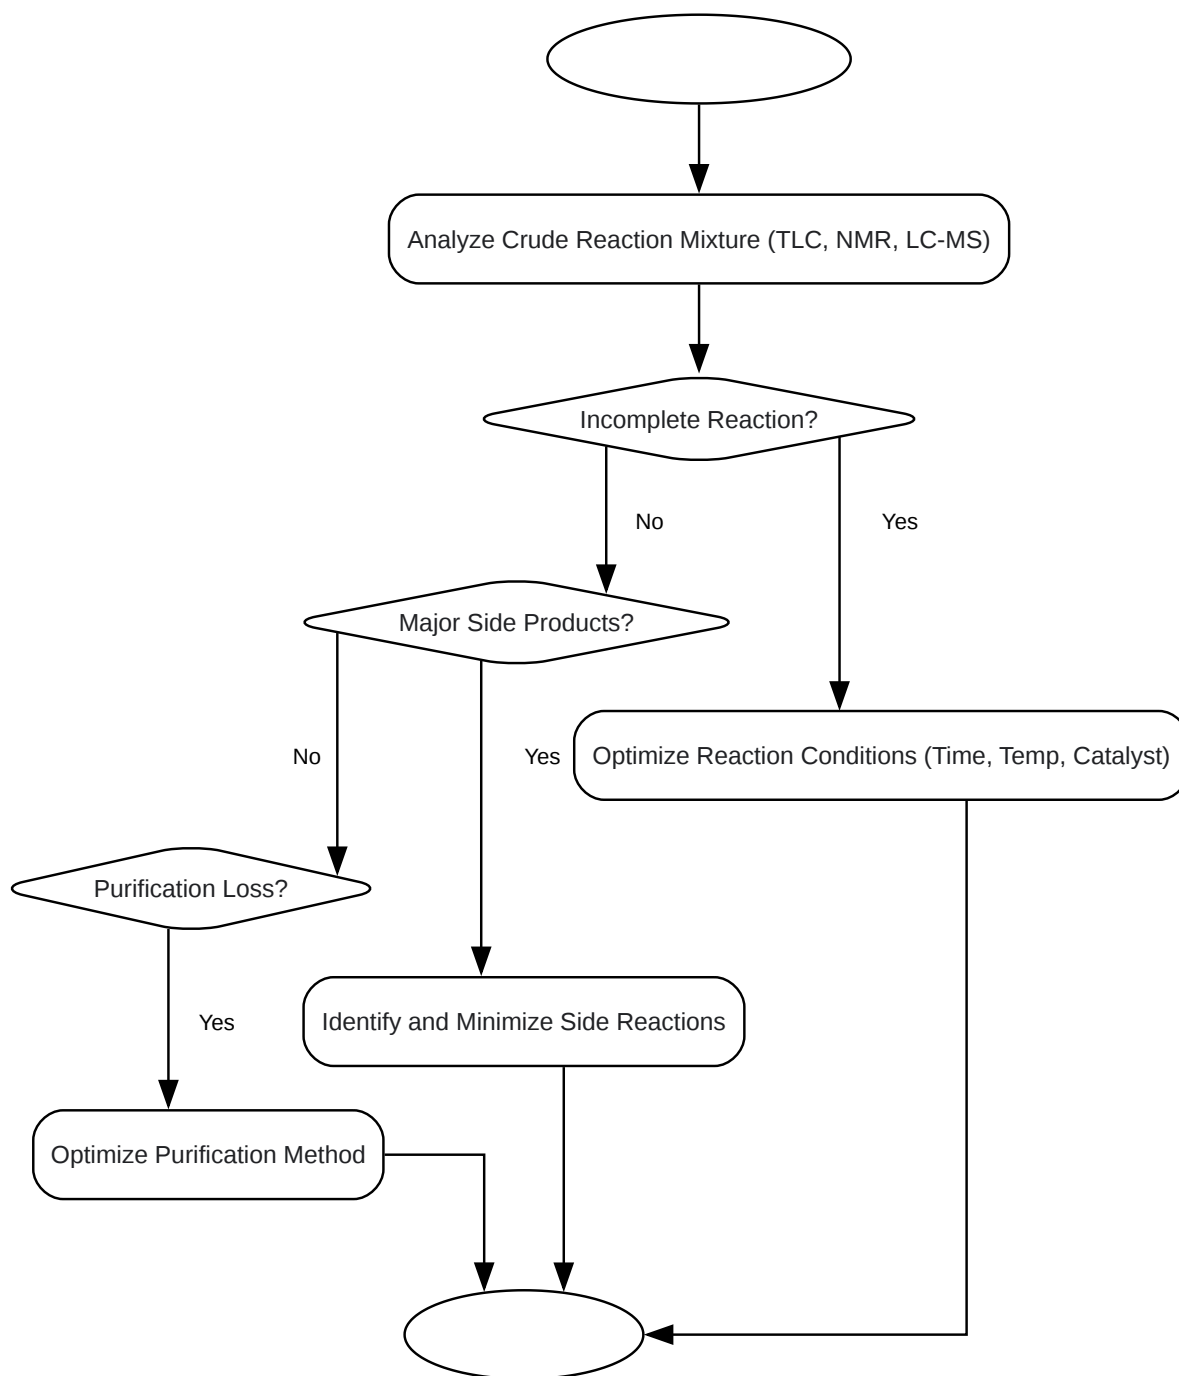 Analyze Crude Reaction Mixture (TLC, NMR, LC-MS)
Incomplete Reaction?
No
Yes
Major Side Products?
No
Yes
Optimize Reaction Conditions (Time, Temp, Catalyst)
Purification Loss?
Yes
Identify and Minimize Side Reactions
Optimize Purification Method